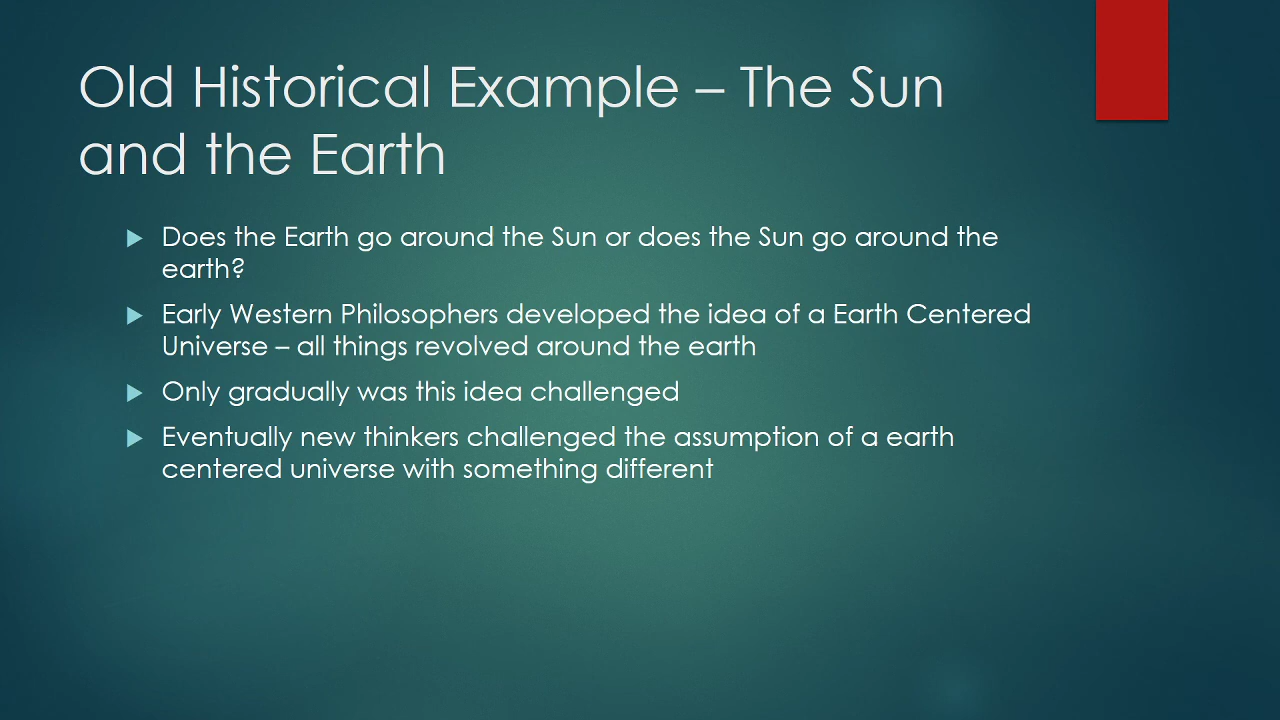 Old Historical Example – The Sun
and the Earth
Does the Earth go around the Sun or does the Sun go around the
earth?
Early Western Philosophers developed the idea of a Earth Centered
Universe – all things revolved around the earth
Only gradually was this idea challenged
Eventually new thinkers challenged the assumption of a earth
centered universe with something different